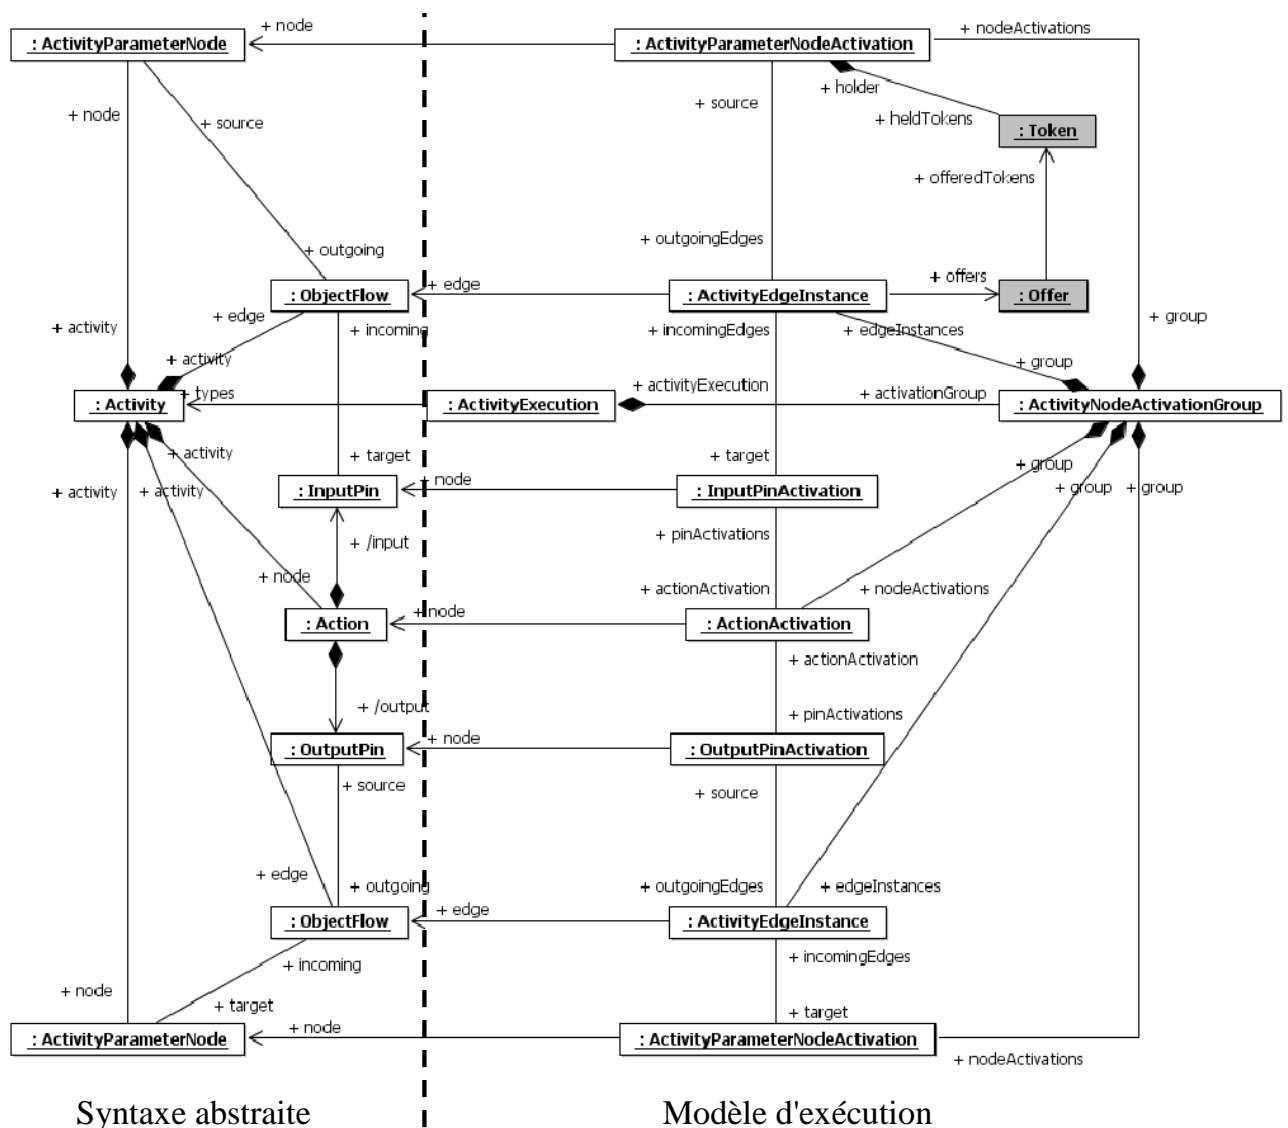 + node
+ nodeActivations
: ActivityParameterNode
: ActivityParameterNodeActivation
+ holder
+ node
+ source
+ source
+ heldTokens
: Token
+ offeredTokens
+ outgoing
+ outgoingEdges
+ edge
+ offers
: ObjectFlow
: ActivityEdgeInstance
: Offer
+ edge
+ activity
+ incoming
+ incomingEdges
+ edgeInstances
+ group
+ activity
+ group
+ types
+ activityExecution
+ activationGroup
: Activity
: ActivityExecution
: ActivityNodeActivationGroup
+ activity
+ target
+ target
+ group
+ activity
+ activity
+ node
+ group
+ group
: InputPin
: InputPinActivation
+ /input
+ pinActivations
+ node
+ actionActivation
+ nodeActivations
+ node
: Action
: ActionActivation
+ actionActivation
+ /output
+ pinActivations
+ node
: OutputPin
: OutputPinActivation
+ source
+ source
+ edge
+ outgoing
+ outgoingEdges
+ edgeInstances
+ edge
: ObjectFlow
: ActivityEdgeInstance
+ incoming
+ incomingEdges
+ node
+ target
+ target
+ node
: ActivityParameterNode
: ActivityParameterNodeActivation
+ nodeActivations
Syntaxe abstraite
Modèle d'exécution